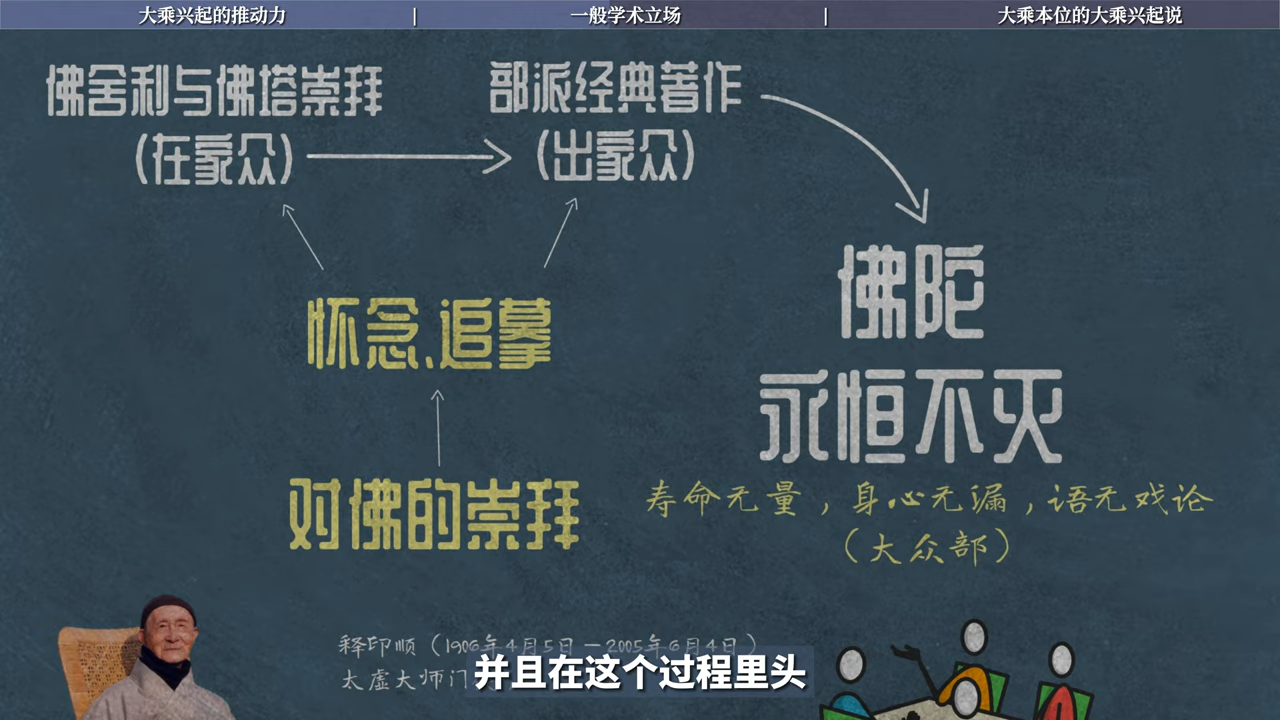 大乘兴起的推动力 | 一般学术立场 | 大乘本位的大乘兴起说
佛舍利与佛塔崇拜
(在家众)
部派经典著作
(出家众)
怀念、追摹
对佛的崇拜
佛陀
永恒不灭
寿命无量，身心无漏，语无戏论
（大众部）
释印顺（1906年4月5日－2005年6月4日）
太虚大师门
并且在这个过程里头